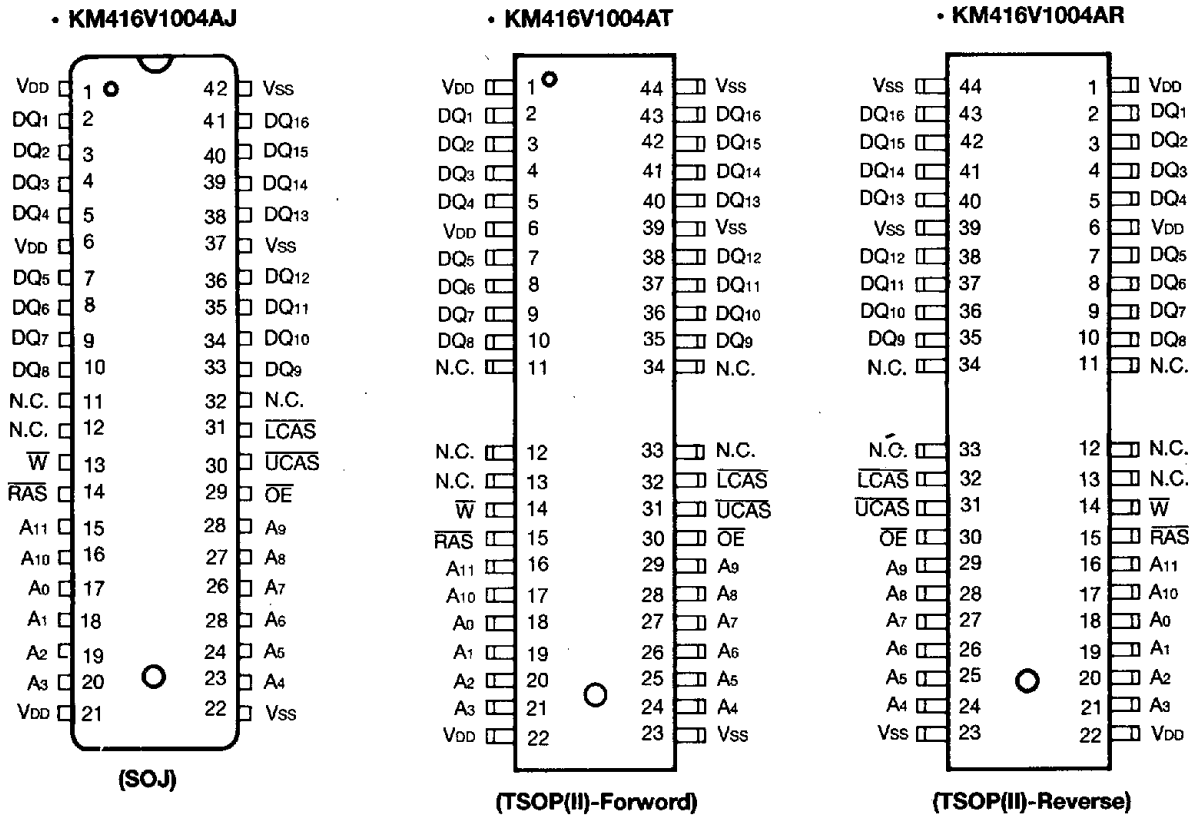 • KM416V1004AJ • KM416V1004AT • KM416V1004AR
VDD 1 42 VSS
DQ1 2 41 DQ16
DQ2 3 40 DQ15
DQ3 4 39 DQ14
DQ4 5 38 DQ13
VDD 6 37 VSS
DQ5 7 36 DQ12
DQ6 8 35 DQ11
DQ7 9 34 DQ10
DQ8 10 33 DQ9
N.C. 11 32 N.C.
N.C. 12 31 LCAS
W 13 30 UCAS
RAS 14 29 OE
A11 15 28 A9
A10 16 27 A8
A0 17 26 A7
A1 18 28 A6
A2 19 24 A5
A3 20 23 A4
VDD 21 22 VSS
(SOJ)
VDD 1 44 VSS
DQ1 2 43 DQ16
DQ2 3 42 DQ15
DQ3 4 41 DQ14
DQ4 5 40 DQ13
VDD 6 39 VSS
DQ5 7 38 DQ12
DQ6 8 37 DQ11
DQ7 9 36 DQ10
DQ8 10 35 DQ9
N.C. 11 34 N.C.
N.C. 12 33 N.C.
N.C. 13 32 LCAS
W 14 31 UCAS
RAS 15 30 OE
A11 16 29 A9
A10 17 28 A8
A0 18 27 A7
A1 19 26 A6
A2 20 25 A5
A3 21 24 A4
VDD 22 23 VSS
(TSOP(II)-Forword)
VSS 44 1 VDD
DQ16 43 2 DQ1
DQ15 42 3 DQ2
DQ14 41 4 DQ3
DQ13 40 5 DQ4
VSS 39 6 VDD
DQ12 38 7 DQ5
DQ11 37 8 DQ6
DQ10 36 9 DQ7
DQ9 35 10 DQ8
N.C. 34 11 N.C.
N.C. 33 12 N.C.
LCAS 32 13 N.C.
UCAS 31 14 W
OE 30 15 RAS
A9 29 16 A11
A8 28 17 A10
A7 27 18 A0
A6 26 19 A1
A5 25 20 A2
A4 24 21 A3
VSS 23 22 VDD
(TSOP(II)-Reverse)